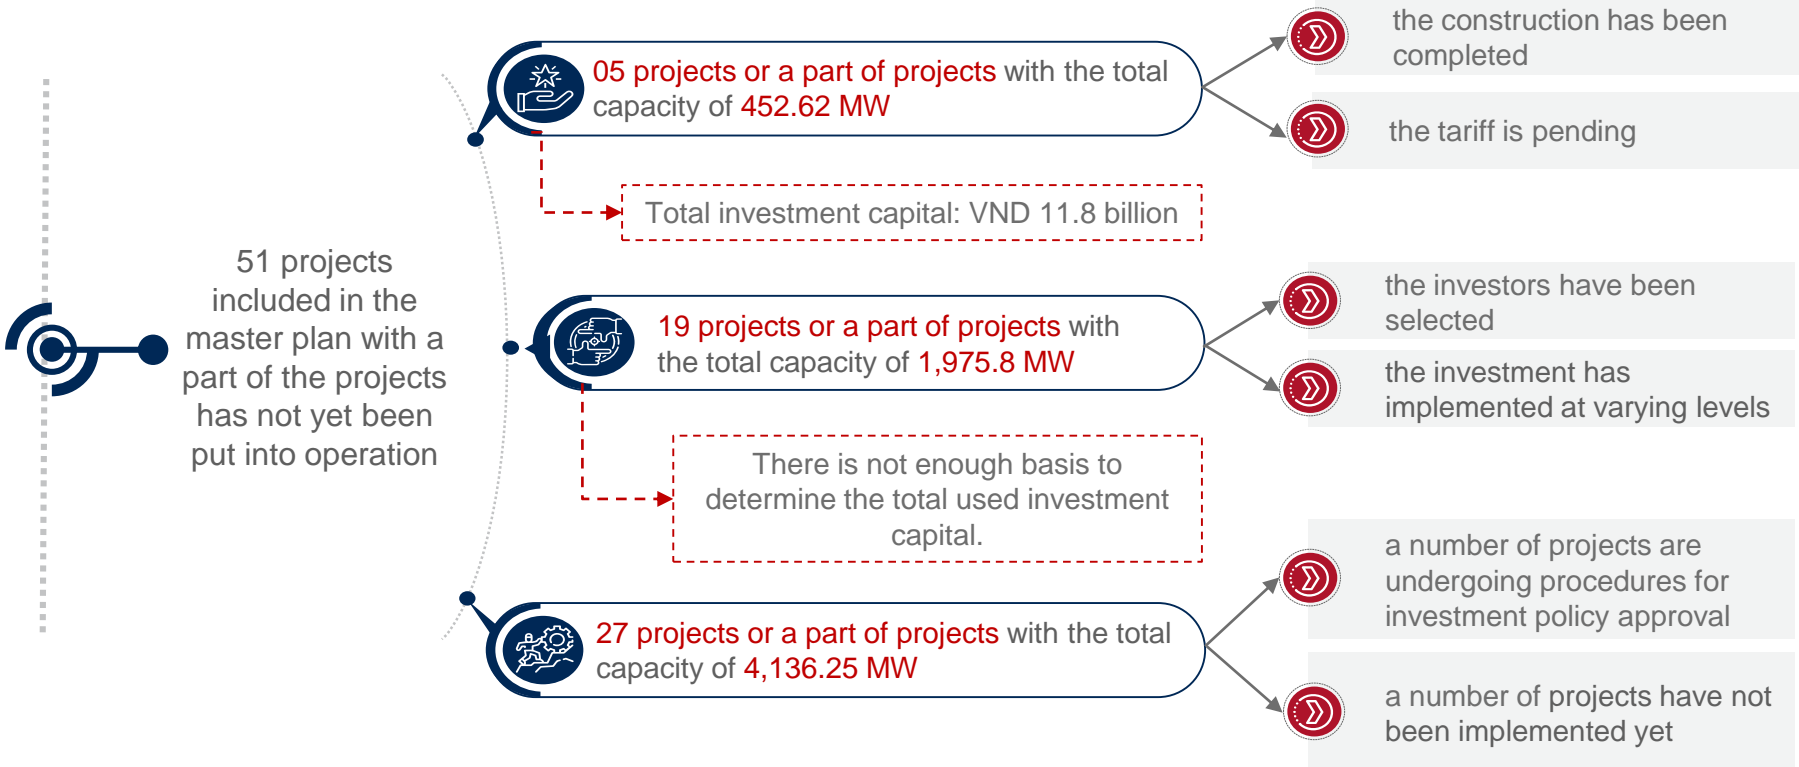 51 projects
included in the
master plan with a
part of the projects
has not yet been
put into operation
05 projects or a part of projects with the total
capacity of 452.62 MW
the construction has been
completed
the tariff is pending
Total investment capital: VND 11.8 billion
19 projects or a part of projects with
the total capacity of 1,975.8 MW
the investors have been
selected
the investment has
implemented at varying levels
There is not enough basis to
determine the total used investment
capital.
27 projects or a part of projects with the total
capacity of 4,136.25 MW
a number of projects are
undergoing procedures for
investment policy approval
a number of projects have not
been implemented yet